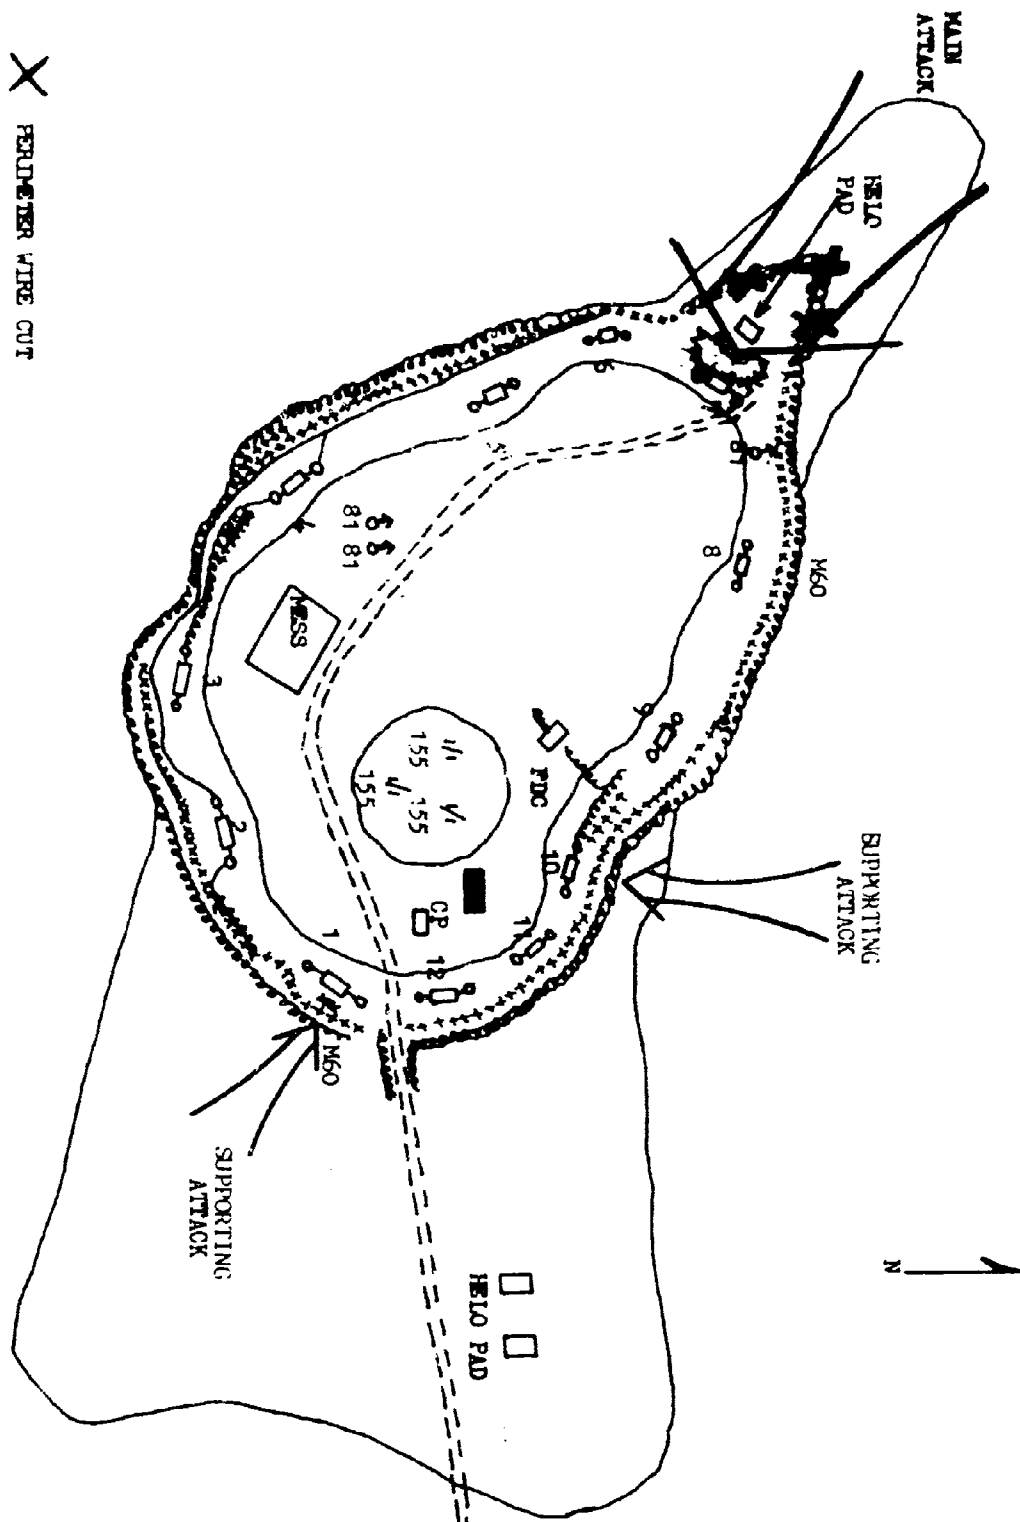 MAIN
ATTACK
HELO
PAD
M60
8
9
6
4
81 81
MESS
3
155
155
155
FDC
10
11
12
CP
2
1
M60
SUPPORTING
ATTACK
SUPPORTING
ATTACK
HELO PAD
N
X PERIMETER WIRE CUT